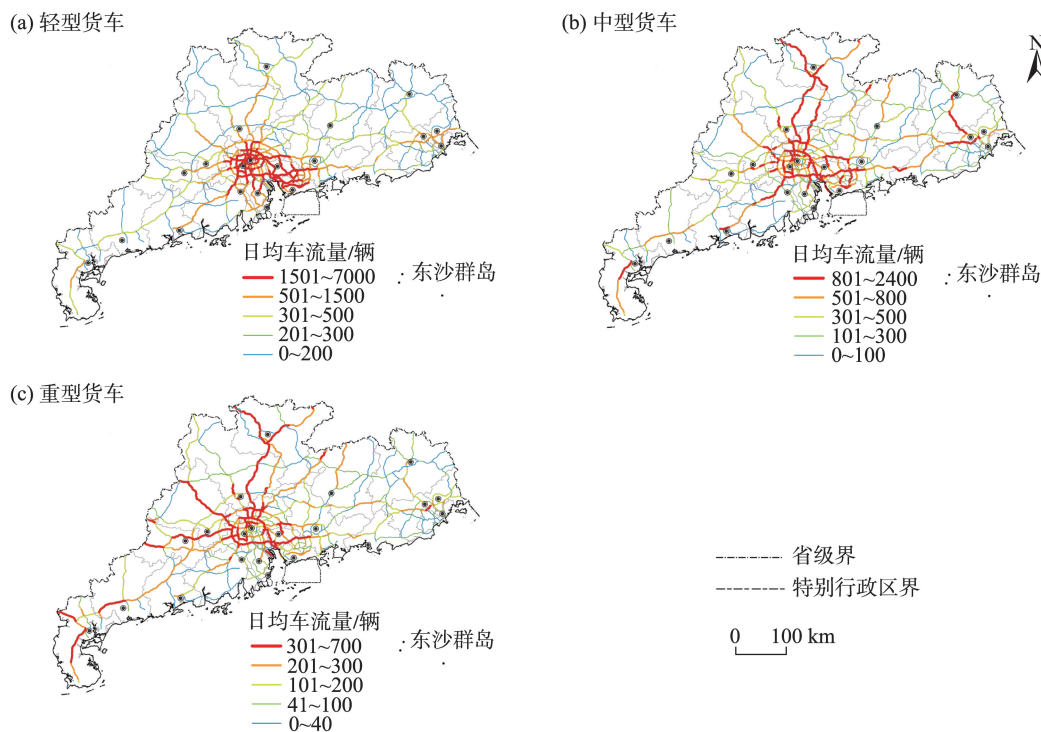 (a) 轻型货车
日均车流量/辆
1501~7000
501~1500
301~500
201~300
0~200
东沙群岛
(b) 中型货车
N
日均车流量/辆
801~2400
501~800
301~500
101~300
0~100
东沙群岛
(c) 重型货车
日均车流量/辆
301~700
201~300
101~200
41~100
0~40
东沙群岛
省级界
特别行政区界
0 100 km